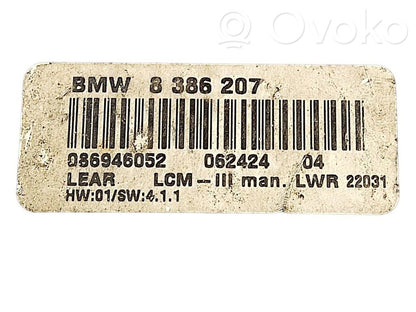 Ovoko
BMW 8 386 207
086946052 062424 04
LEAR LCM-III man. LWR 22031
HW:01/SW:4.1.1